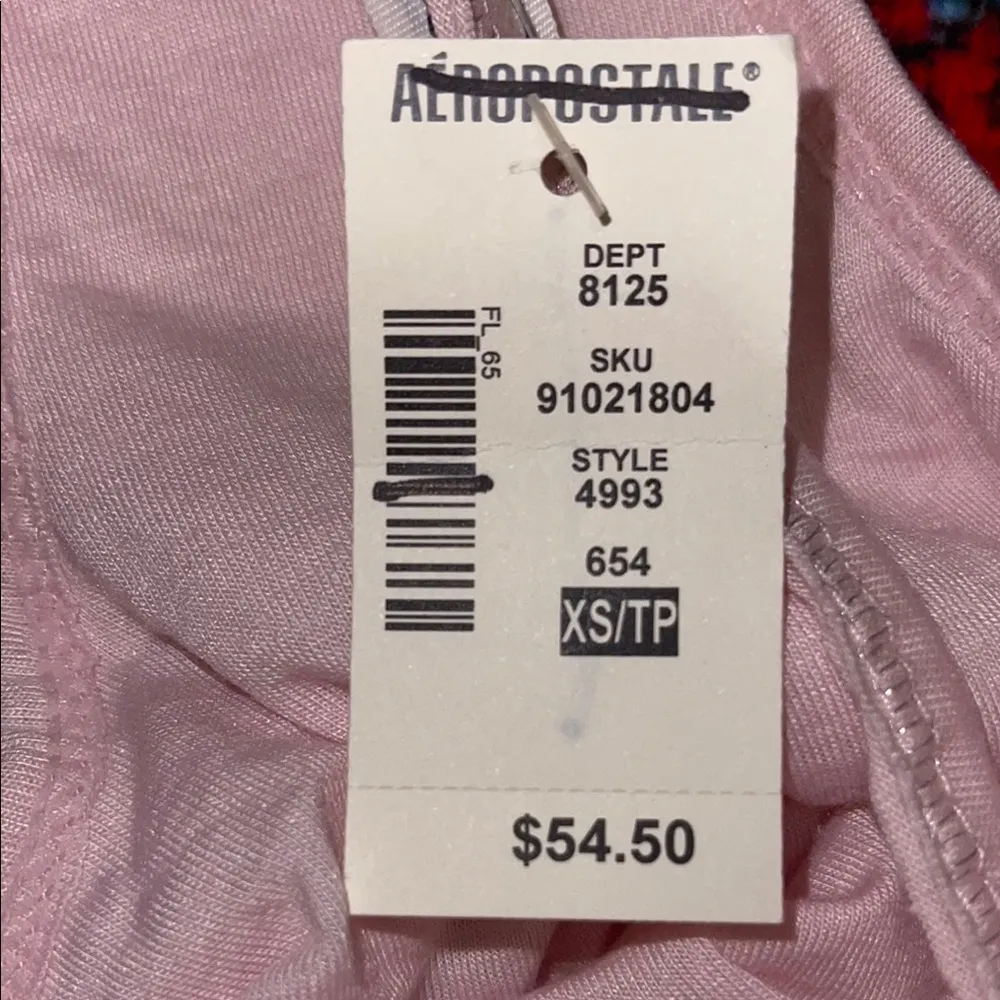 AÉROPOSTALE®
DEPT
8125
FL_65
SKU
91021804
STYLE
4993
654
XS/TP
$54.50